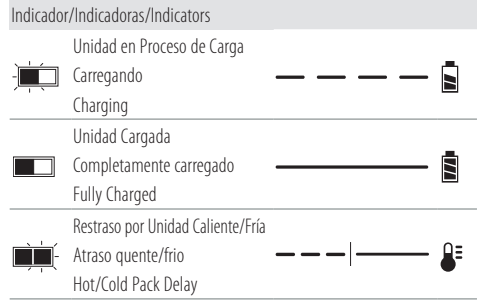 Indicador/Indicadoras/Indicators
Unidad en Proceso de Carga
Carregando
Charging
Unidad Cargada
Completamente carregado
Fully Charged
Restraso por Unidad Caliente/Fría
Atraso quente/frio
Hot/Cold Pack Delay